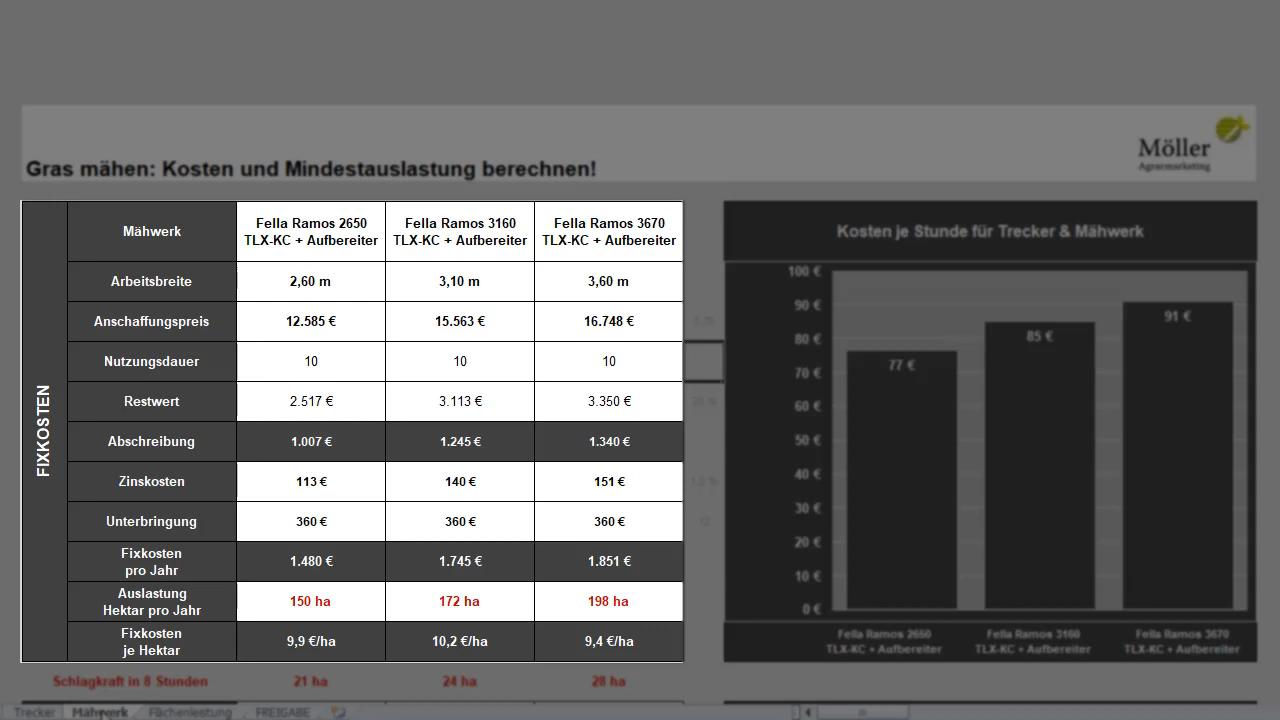 Möller
Agrarmarketing
Gras mähen: Kosten und Mindestauslastung berechnen!
FIXKOSTEN
Mähwerk
Fella Ramos 2650
TLX-KC + Aufbereiter
Fella Ramos 3160
TLX-KC + Aufbereiter
Fella Ramos 3670
TLX-KC + Aufbereiter
Arbeitsbreite 2,60 m 3,10 m 3,60 m
Anschaffungspreis 12.585 € 15.563 € 16.748 €
Nutzungsdauer 10 10 10
Restwert 2.517 € 3.113 € 3.350 €
Abschreibung 1.007 € 1.245 € 1.340 €
Zinskosten 113 € 140 € 151 €
Unterbringung 360 € 360 € 360 €
Fixkosten
pro Jahr
1.480 € 1.745 € 1.851 €
Auslastung
Hektar pro Jahr
150 ha 172 ha 198 ha
Fixkosten
je Hektar
9,9 €/ha 10,2 €/ha 9,4 €/ha
Schlagkraft in 8 Stunden 21 ha 24 ha 28 ha
Kosten je Stunde für Trecker & Mähwerk
100 €
90 €
80 €
70 €
60 €
50 €
40 €
30 €
20 €
10 €
0 €
77 €
85 €
91 €
Fella Ramos 2650
TLX-KC + Aufbereiter
Fella Ramos 3160
TLX-KC + Aufbereiter
Fella Ramos 3670
TLX-KC + Aufbereiter
Trecker Mähwerk Flächenleistung FREIGABE